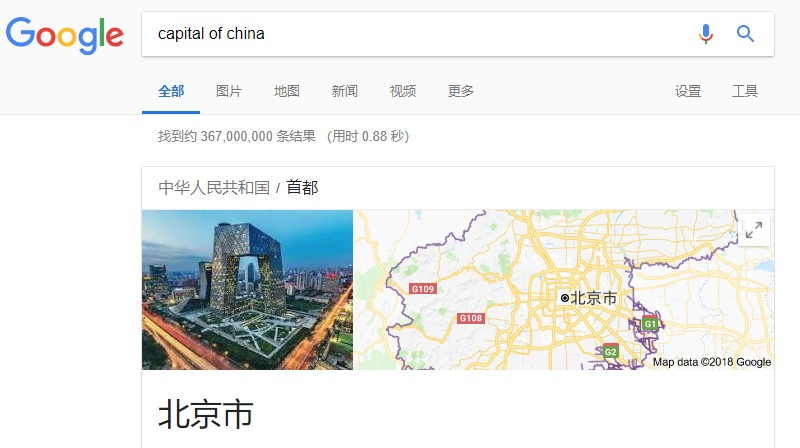 Google
capital of china
全部 图片 地图 新闻 视频 更多 设置 工具
找到约 367,000,000 条结果 （用时 0.88 秒）
中华人民共和国 / 首都
G109
北京市
G108
G1
G2
Map data ©2018 Google
北京市